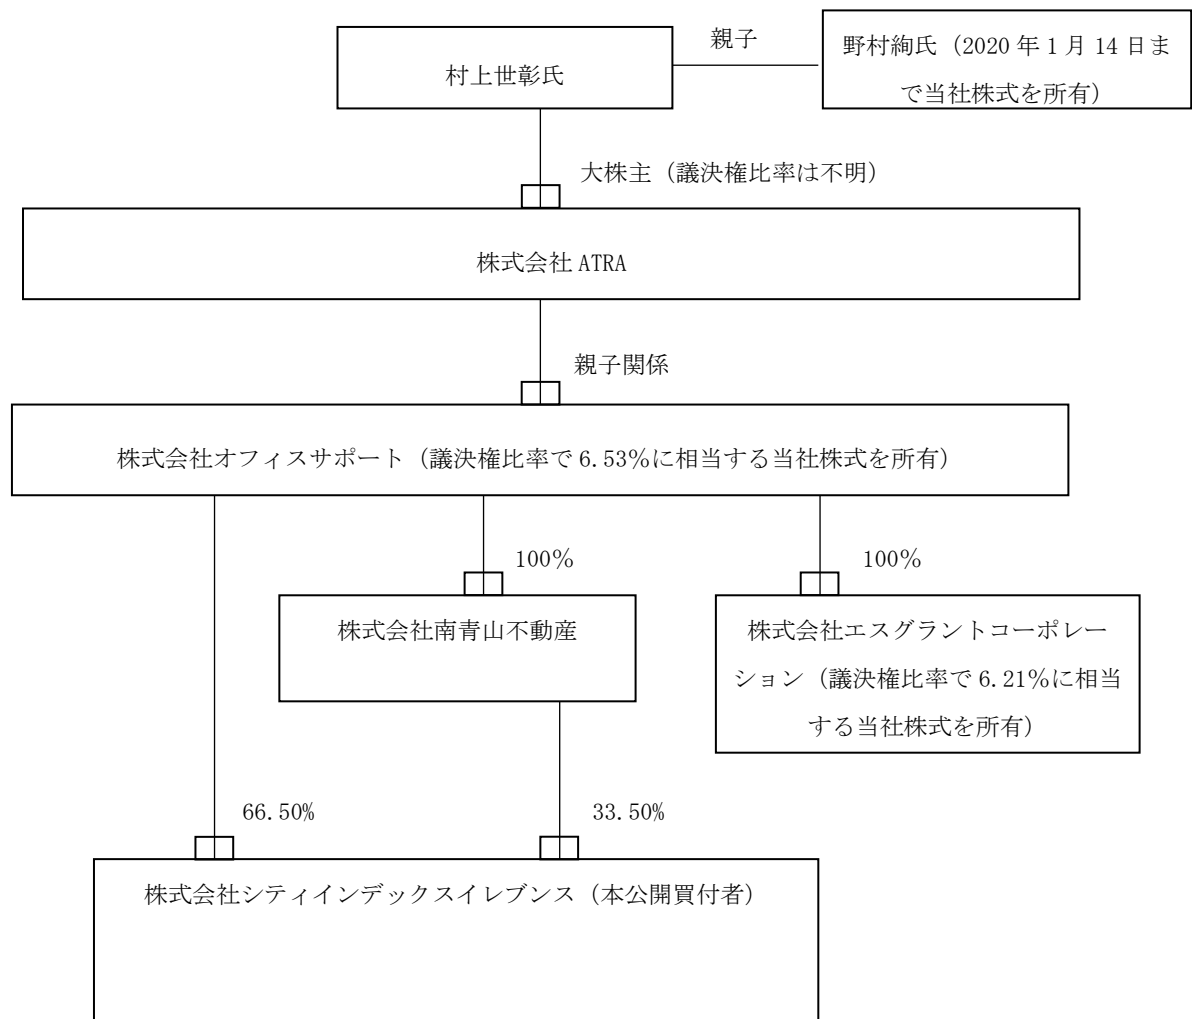 親子
村上世彰氏
野村絢氏（2020 年 1 月 14 日ま
で当社株式を所有）
大株主（議決権比率は不明）
株式会社 ATRA
親子関係
株式会社オフィスサポート（議決権比率で 6.53％に相当する当社株式を所有）
100％
100％
株式会社南青山不動産
株式会社エスグラントコーポレー
ション（議決権比率で 6.21％に相当
する当社株式を所有）
66.50%
33.50%
株式会社シティインデックスイレブンス（本公開買付者）